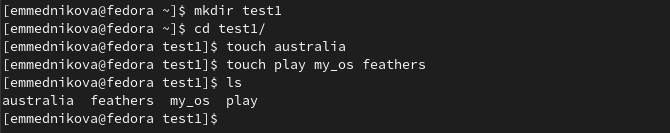 [emmednikova@fedora ~]$ mkdir test1
[emmednikova@fedora ~]$ cd test1/
[emmednikova@fedora test1]$ touch australia
[emmednikova@fedora test1]$ touch play my_os feathers
[emmednikova@fedora test1]$ ls
australia  feathers  my_os  play
[emmednikova@fedora test1]$